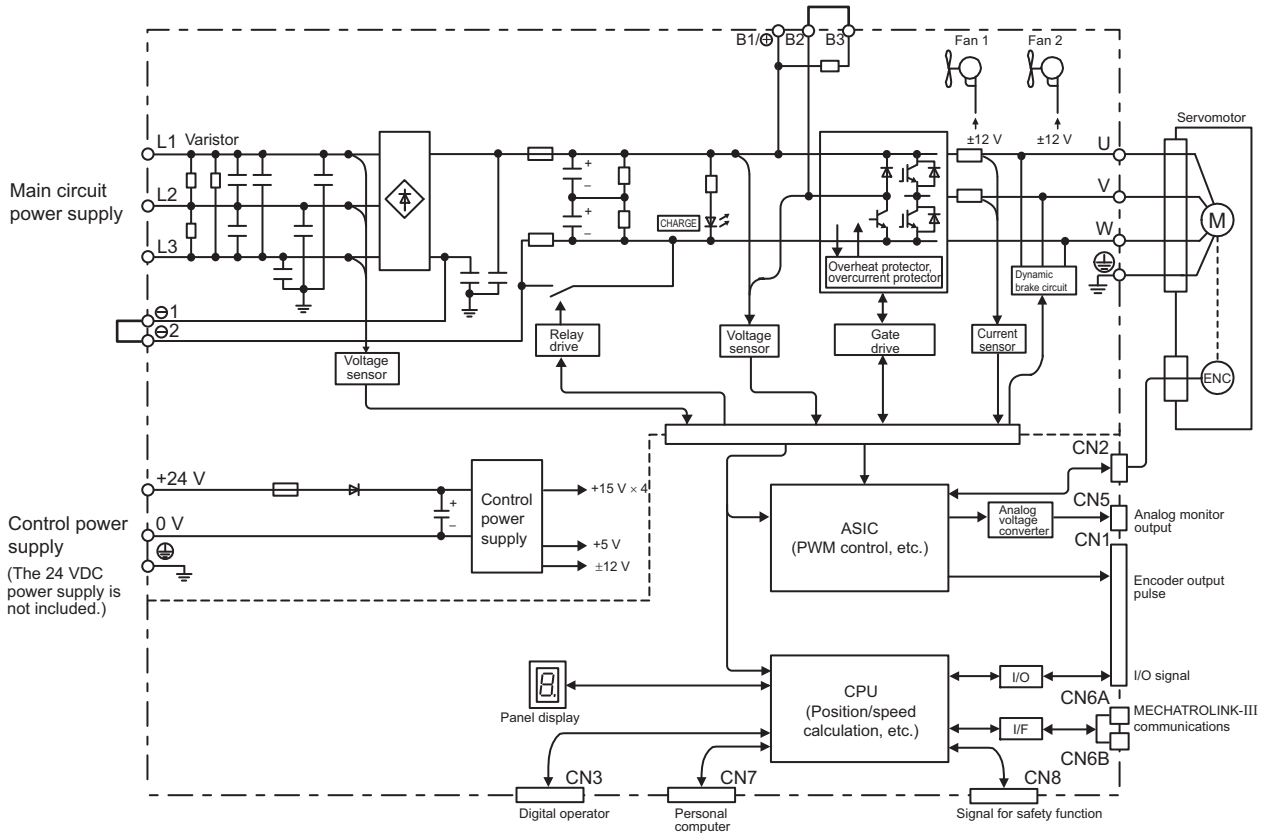 B1/⊕
B2
B3
Fan 1
Fan 2
±12 V
±12 V
Servomotor
L1
Varistor
L2
L3
Main circuit
power supply
U
V
W
M
CHARGE
Overheat protector,
overcurrent protector
Dynamic
brake circuit
⊖1
⊖2
Relay
drive
Voltage
sensor
Voltage
sensor
Gate
drive
Current
sensor
ENC
+24 V
0 V
Control power
supply
(The 24 VDC
power supply is
not included.)
+
–
+
–
+
–
Control
power
supply
+15 V × 4
+5 V
±12 V
ASIC
(PWM control, etc.)
Analog
voltage
converter
CN2
CN5
Analog monitor
output
CN1
Encoder output
pulse
I/O signal
CPU
(Position/speed
calculation, etc.)
I/O
I/F
CN6A
MECHATROLINK-III
communications
CN6B
8.
Panel display
CN3
Digital operator
CN7
Personal
computer
CN8
Signal for safety function